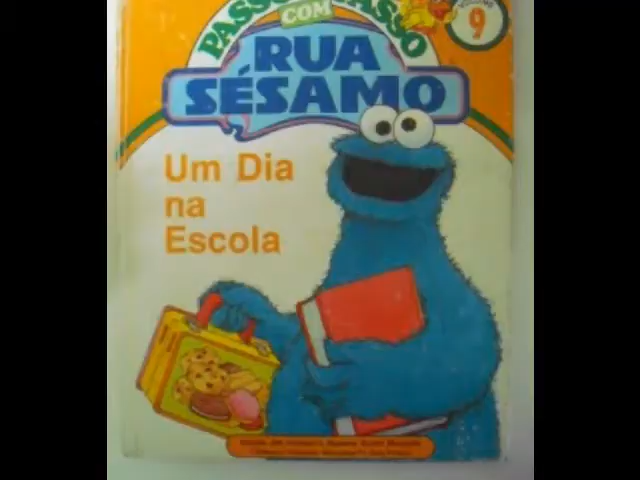 PASSO A PASSO
COM
RUA
SÉSAMO
9
Um Dia
na
Escola